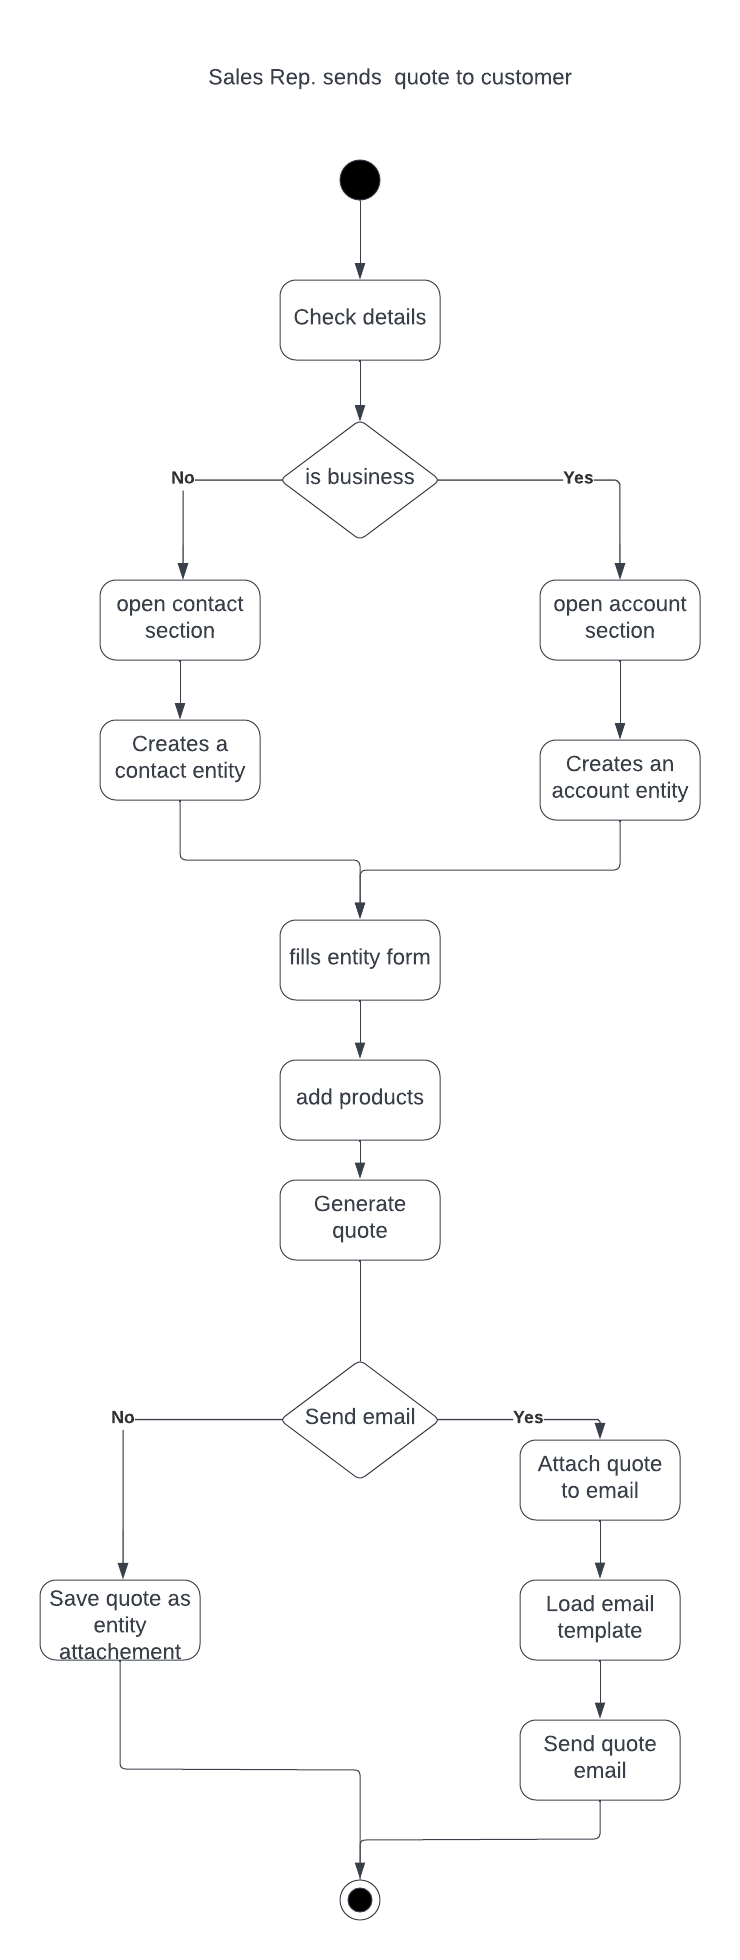 Sales Rep. sends  quote to customer
Check details
is business
No
Yes
open contact
section
open account
section
Creates a
contact entity
Creates an
account entity
fills entity form
add products
Generate
quote
Send email
No
Yes
Attach quote
to email
Save quote as
entity
attachement
Load email
template
Send quote
email